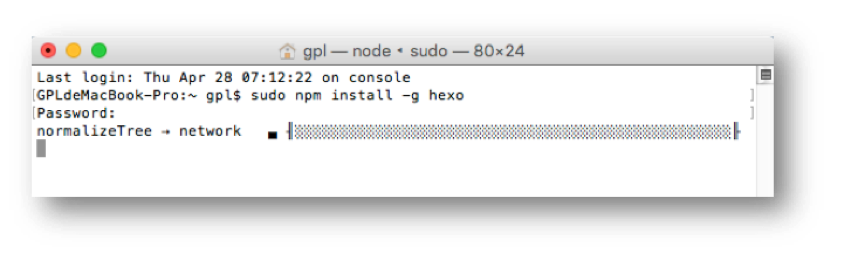 gpl — node ◂ sudo — 80×24
Last login: Thu Apr 28 07:12:22 on console
[GPLdeMacBook-Pro:~ gpl$ sudo npm install -g hexo ]
[Password: ]
normalizeTree → network ▄ ╢░░░░░░░░░░░░░░░░░░░░░░░░░░░░░░░░░░░░░░░░░░░░░░░░░╟